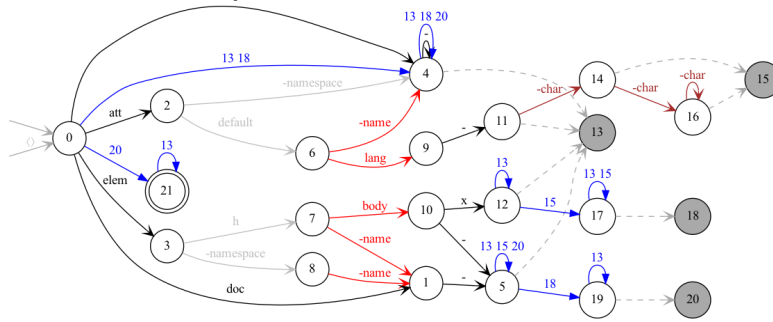 13 18 20
-
4
15
13 18
-namespace
-char
14
-char
-char
16
⟨⟩
0
att
2
default
-name
11
13
20
13
6
lang
9
-
elem
21
body
x
13
12
15
13 15
17
18
h
7
10
3
-namespace
-name
-
13 15 20
13
8
-name
1
-
5
18
19
20
doc